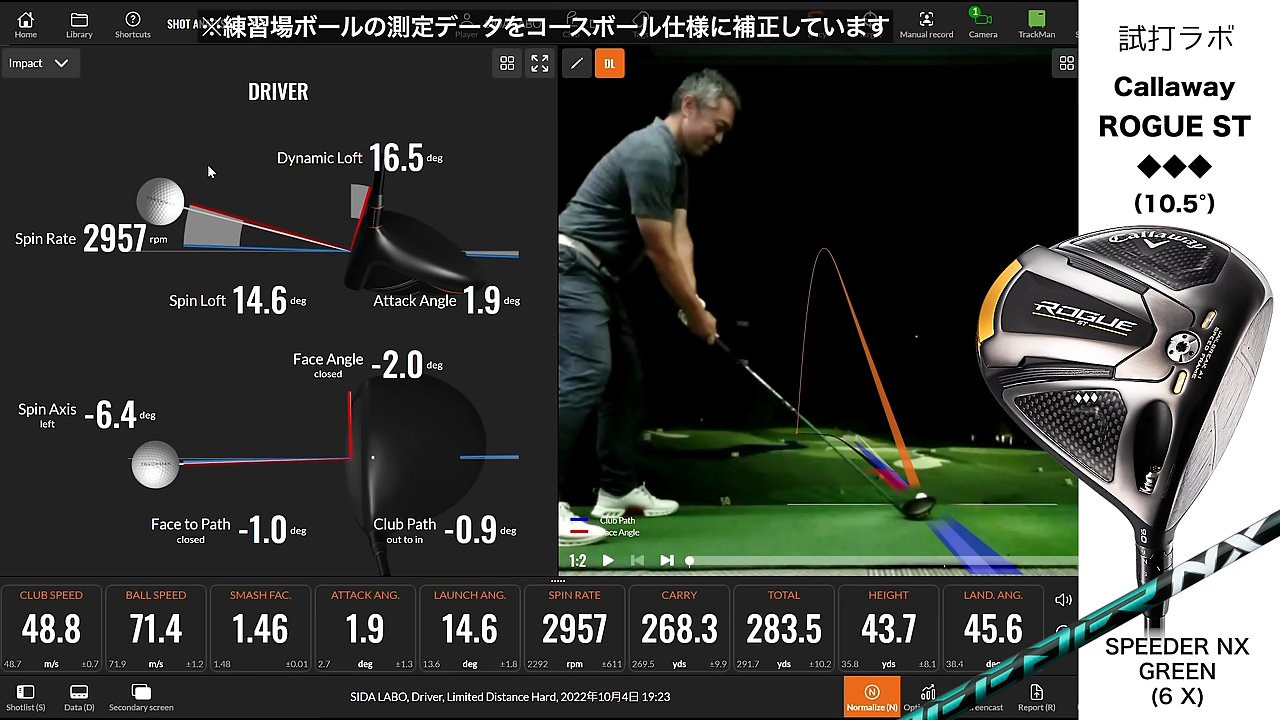 Home
Library
Shortcuts
SHOT AN
※練習場ボールの測定データをコースボール仕様に補正しています
Manual record
1
Camera
TrackMan
Impact
DL
DRIVER
Dynamic Loft 16.5 deg
Spin Rate 2957 rpm
Spin Loft 14.6 deg
Attack Angle 1.9 deg
Face Angle closed -2.0 deg
Spin Axis left -6.4 deg
Face to Path closed -1.0 deg
Club Path out to in -0.9 deg
50
Club Path
Face Angle
1:2
CLUB SPEED
48.8
48.7 m/s ±0.7
BALL SPEED
71.4
71.9 m/s ±1.2
SMASH FAC.
1.46
1.48 ±0.01
ATTACK ANG.
1.9
2.7 deg ±1.3
LAUNCH ANG.
14.6
13.6 deg ±1.8
SPIN RATE
2957
2292 rpm ±611
CARRY
268.3
269.5 yds ±9.9
TOTAL
283.5
291.7 yds ±10.2
HEIGHT
43.7
35.8 yds ±8.1
LAND. ANG.
45.6
38.4 deg
Shotlist (S)
Data (D)
Secondary screen
SIDA LABO, Driver, Limited Distance Hard, 2022年10月4日 19:23
N
Normalize (N)
Opti
reencast
Report (R)
試打ラボ
Callaway
ROGUE ST
◆◆◆
(10.5°)
Callaway
ROGUE
ST
NX
SPEEDER NX
GREEN
(6 X)